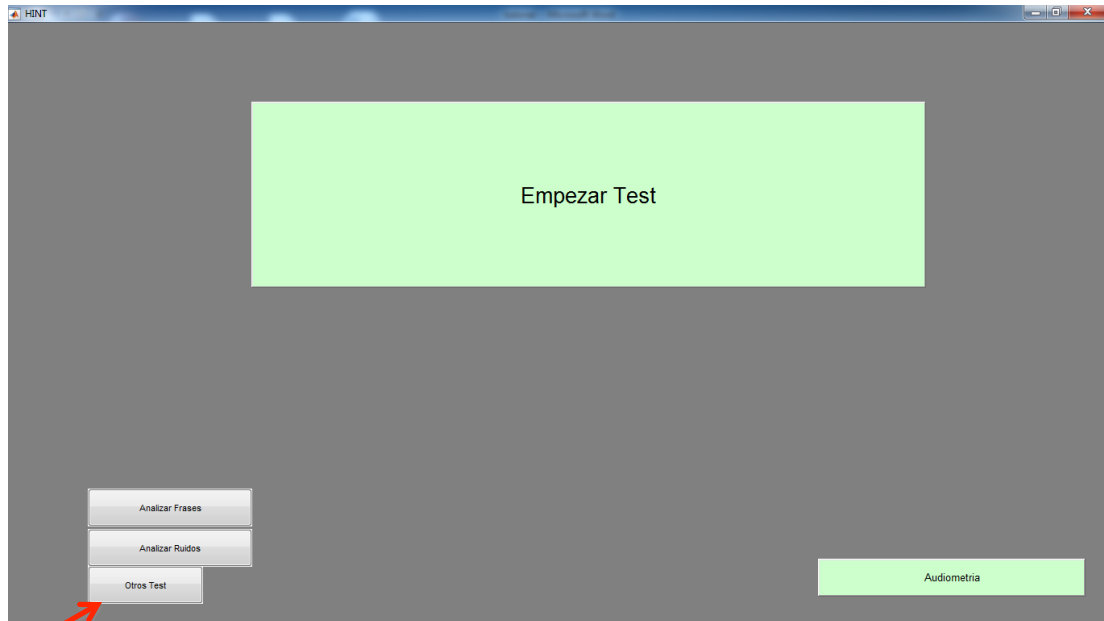 HINT
Empezar Test
Analizar Frases
Analizar Ruidos
Otros Test
Audiometria